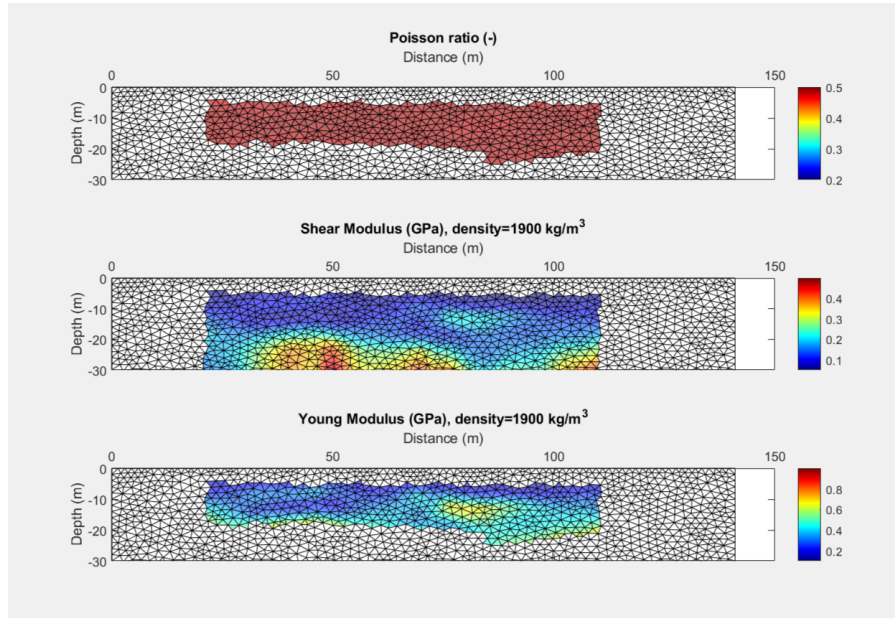 Poisson ratio (-)
Distance (m)
0 50 100 150
0
-10
-20
-30
Depth (m)
0.5
0.4
0.3
0.2
Shear Modulus (GPa), density=1900 kg/m³
Distance (m)
0 50 100 150
0
-10
-20
-30
Depth (m)
0.4
0.3
0.2
0.1
Young Modulus (GPa), density=1900 kg/m³
Distance (m)
0 50 100 150
0
-10
-20
-30
Depth (m)
0.8
0.6
0.4
0.2